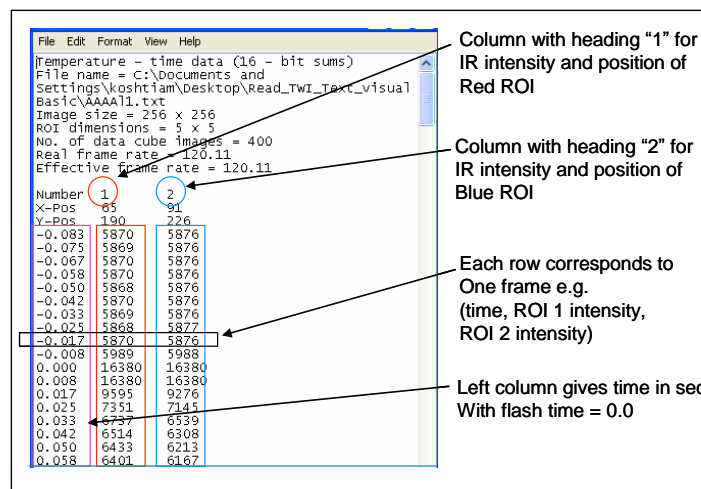 File Edit Format View Help
Temperature - time data (16 - bit sums)
File name = C:\Documents and
Settings\koshtiam\Desktop\Read_TWI_Text_visual
Basic\AAAAl1.txt
Image size = 256 x 256
ROI dimensions = 5 x 5
No. of data cube images = 400
Real frame rate = 120.11
Effective frame rate = 120.11
Number 1 2
X-Pos 65 91
Y-Pos 190 226
-0.083 5870 5876
-0.075 5869 5876
-0.067 5870 5876
-0.058 5870 5876
-0.050 5868 5876
-0.042 5870 5876
-0.033 5869 5876
-0.025 5868 5877
-0.017 5870 5876
-0.008 5989 5988
0.000 16380 16380
0.008 16380 16380
0.017 9595 9276
0.025 7351 7145
0.033 6737 6539
0.042 6514 6308
0.050 6433 6213
0.058 6401 6167
Column with heading “1” for
IR intensity and position of
Red ROI
Column with heading “2” for
IR intensity and position of
Blue ROI
Each row corresponds to
One frame e.g.
(time, ROI 1 intensity,
ROI 2 intensity)
Left column gives time in sec
With flash time = 0.0